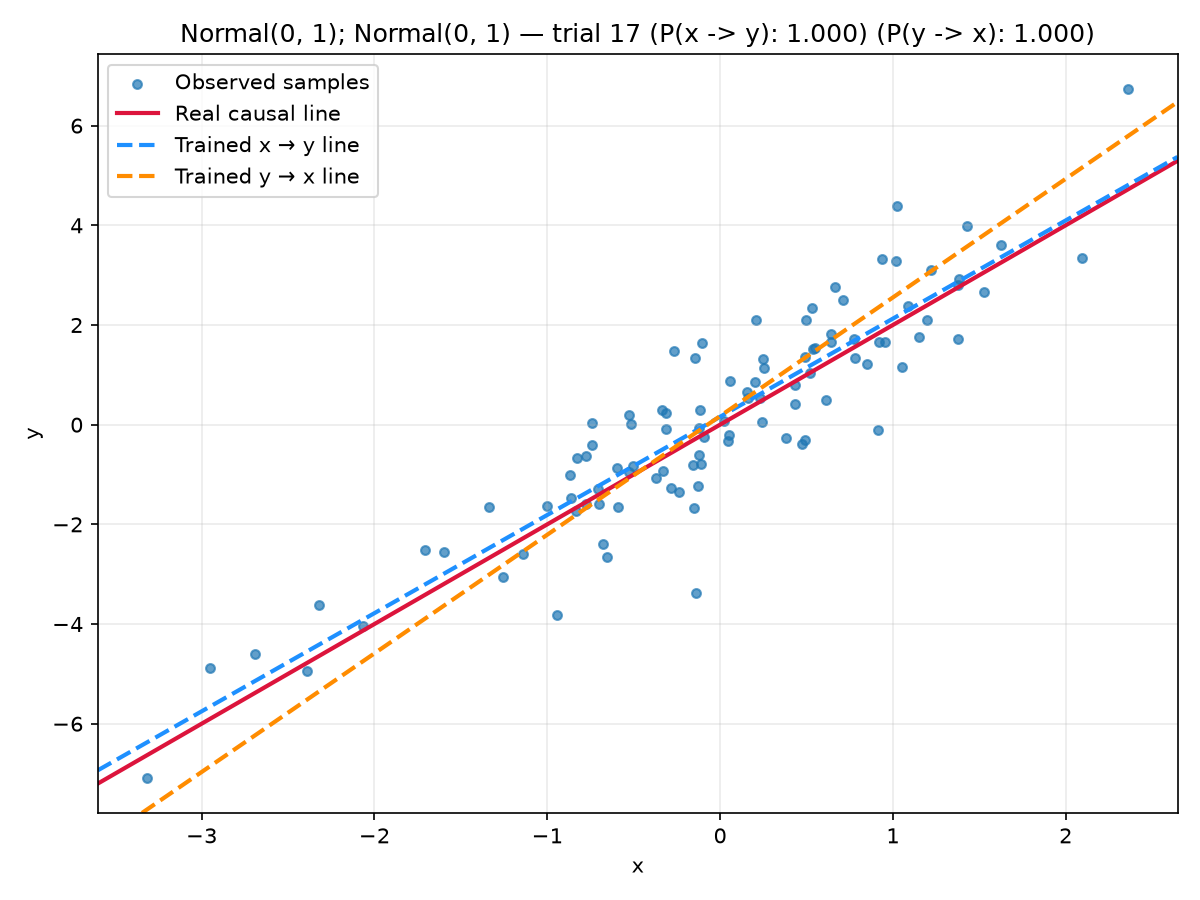 Normal(0, 1); Normal(0, 1) — trial 17 (P(x -> y): 1.000) (P(y -> x): 1.000)
Observed samples
Real causal line
Trained x → y line
Trained y → x line
6
4
2
0
−2
−4
−6
y
−3
−2
−1
0
1
2
x